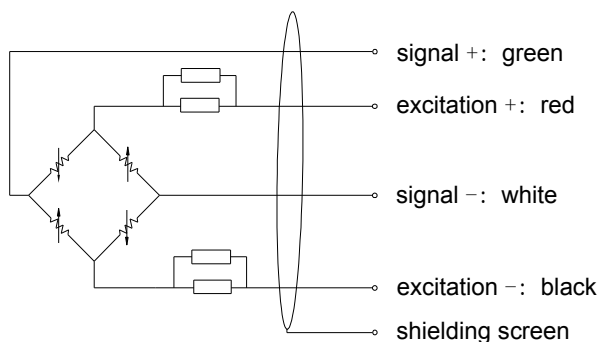 signal +: green
excitation +: red
signal −: white
excitation −: black
shielding screen